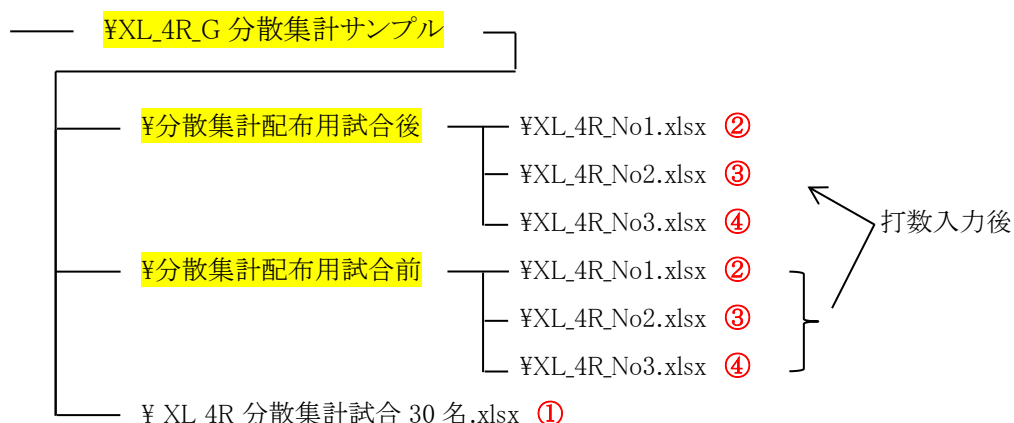 ¥XL_4R_G 分散集計サンプル
¥分散集計配布用試合後
¥XL_4R_No1.xlsx ②
¥XL_4R_No2.xlsx ③
¥XL_4R_No3.xlsx ④
打数入力後
¥分散集計配布用試合前
¥XL_4R_No1.xlsx ②
¥XL_4R_No2.xlsx ③
¥XL_4R_No3.xlsx ④
¥ XL_4R 分散集計試合 30 名.xlsx ①